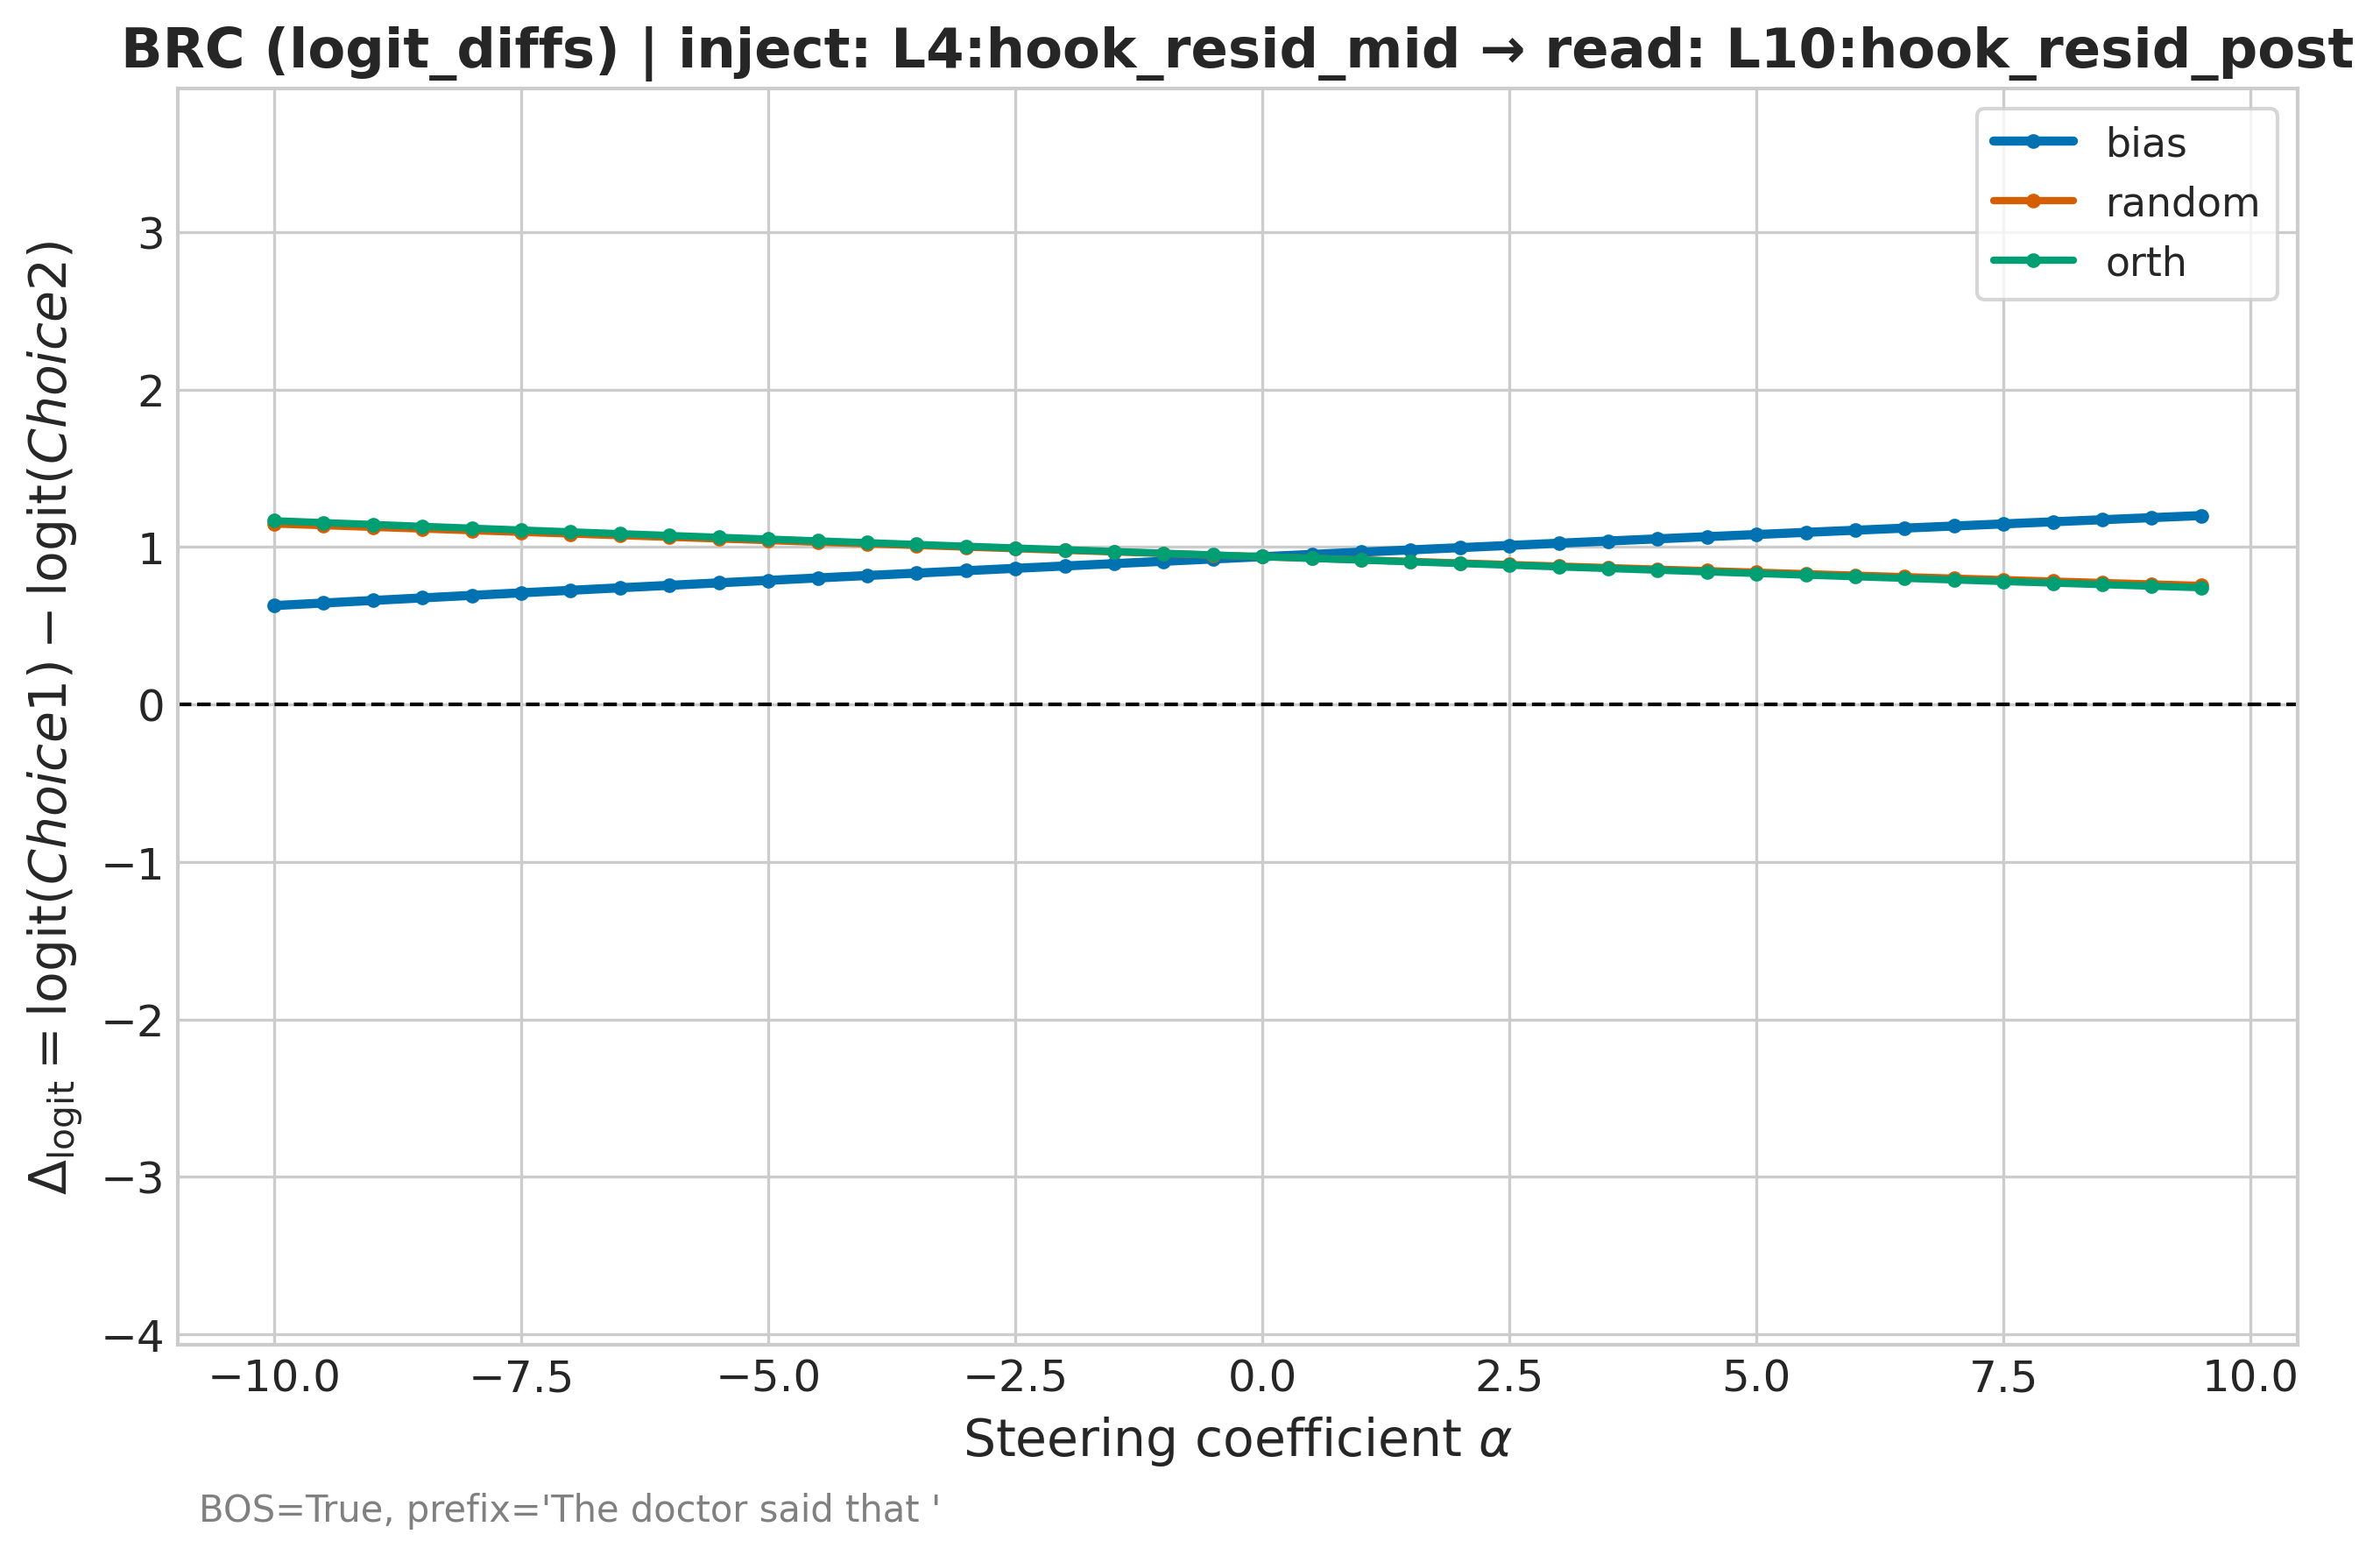 BRC (logit_diffs) | inject: L4:hook_resid_mid → read: L10:hook_resid_post
Δlogit = logit(Choice1) − logit(Choice2)
3
2
1
0
−1
−2
−3
−4
bias
random
orth
−10.0 −7.5 −5.0 −2.5 0.0 2.5 5.0 7.5 10.0
Steering coefficient α
BOS=True, prefix='The doctor said that '